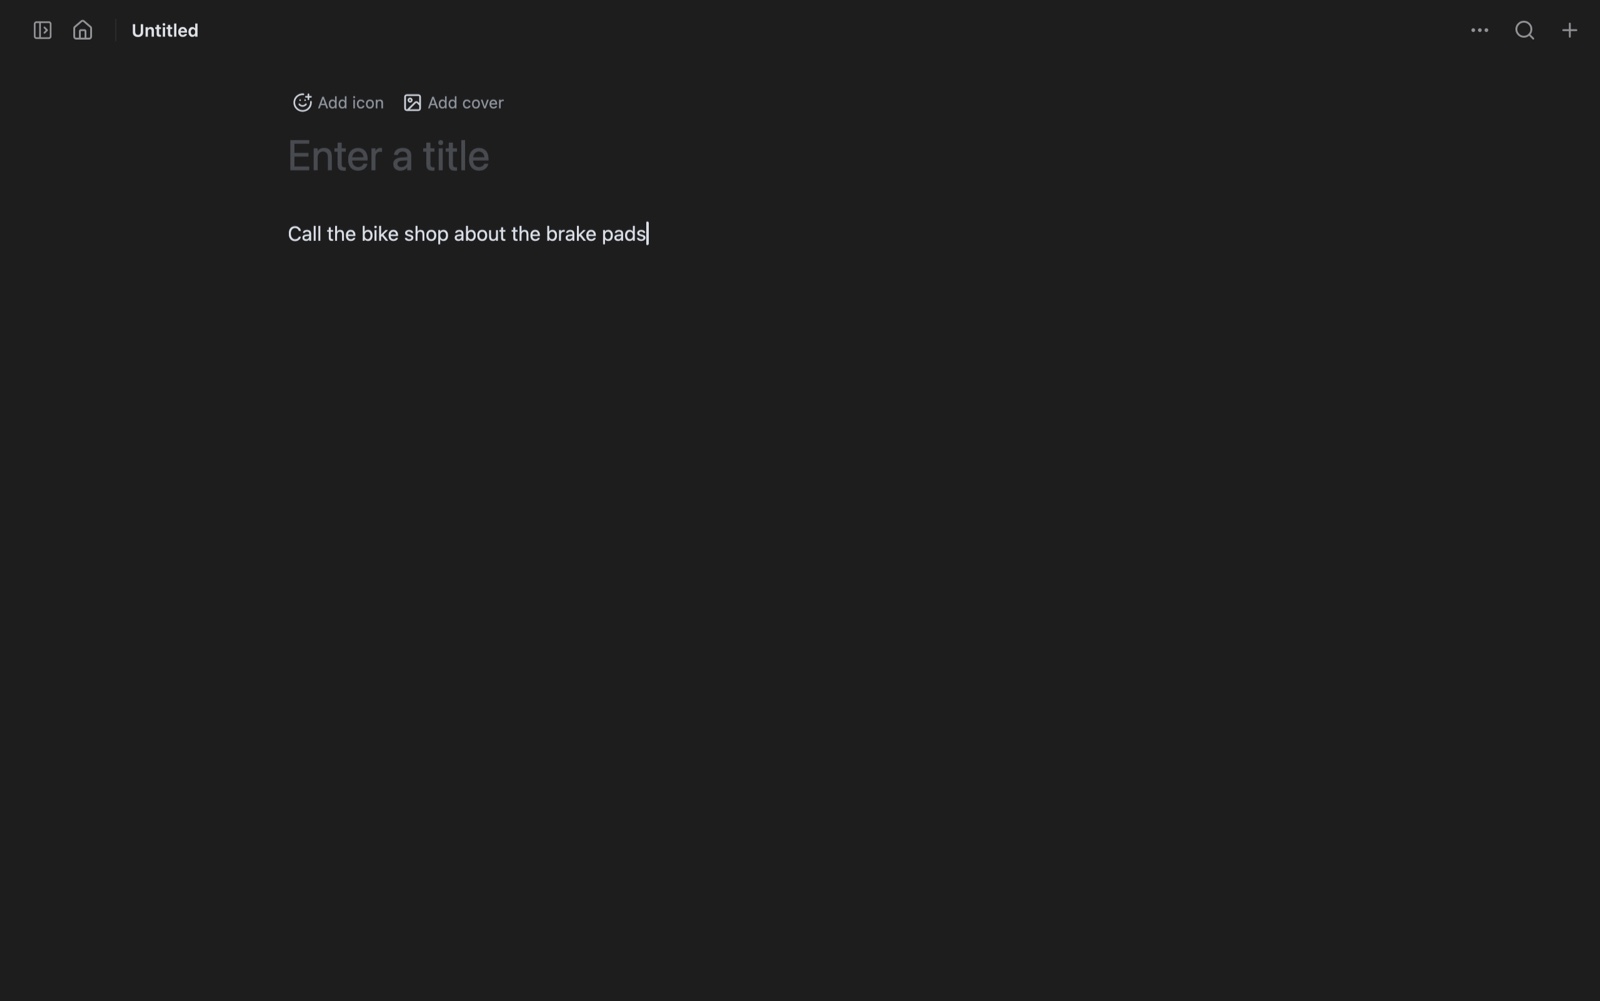 Untitled
Add icon Add cover
Enter a title
Call the bike shop about the brake pads